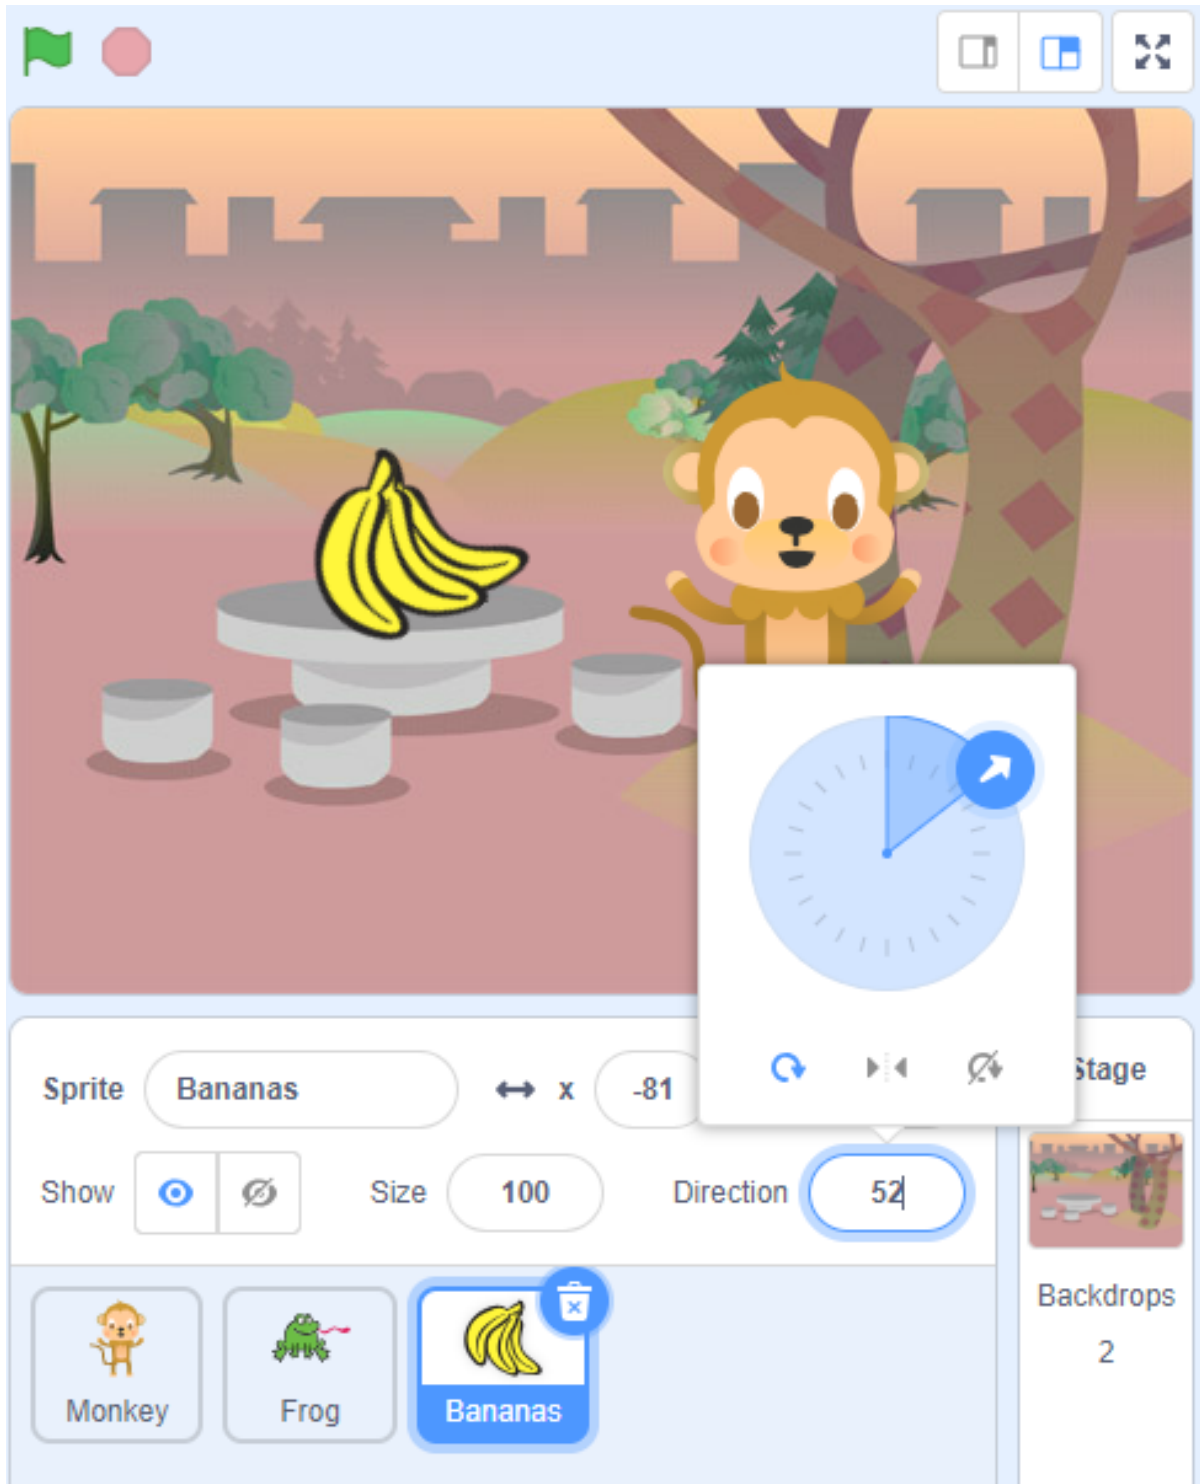 Sprite Bananas x -81
Show Size 100 Direction 52
Stage
Backdrops
2
Monkey Frog Bananas